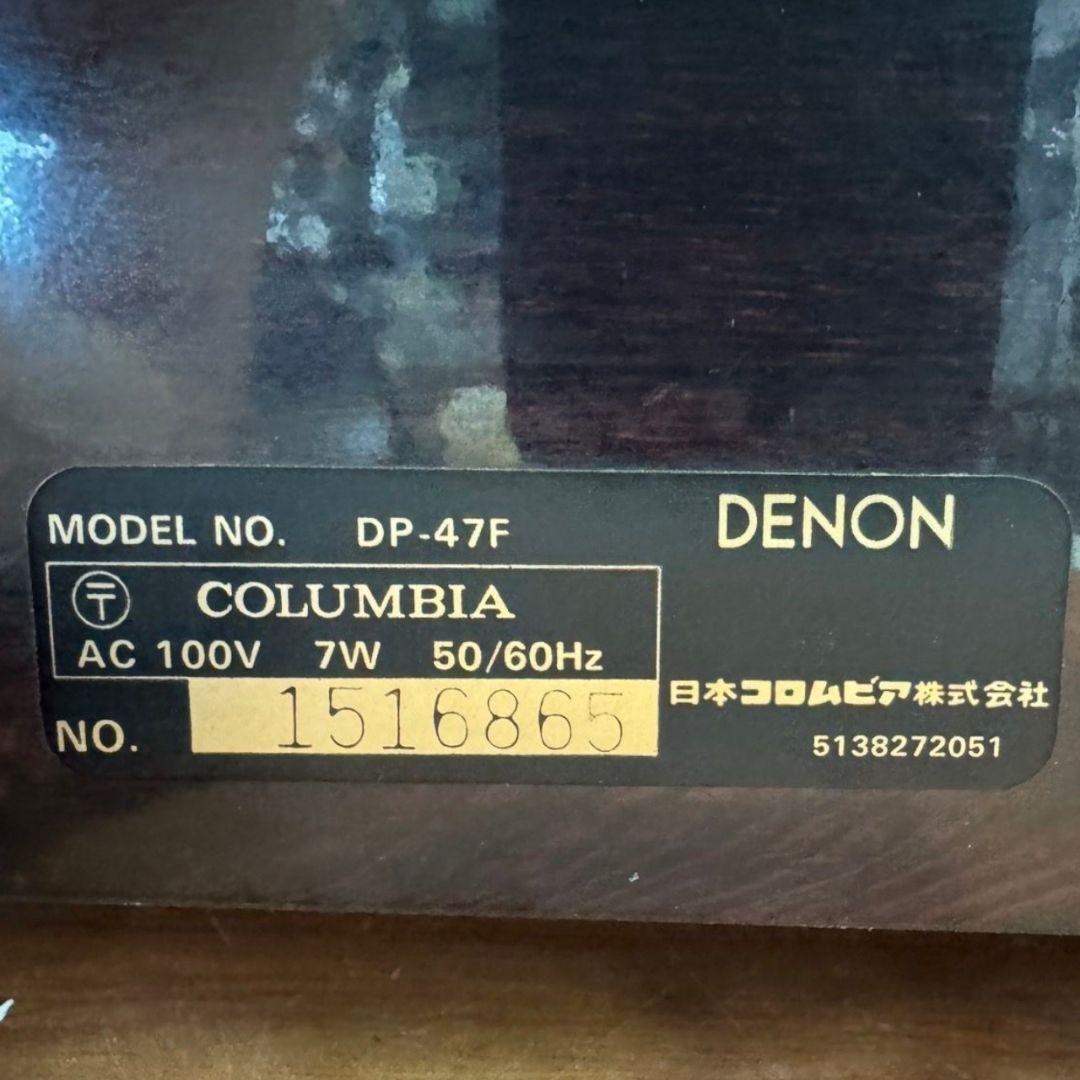 MODEL NO. DP-47F
DENON
〒 COLUMBIA
AC 100V 7W 50/60Hz
NO. 1516865
日本コロムビア株式会社
5138272051